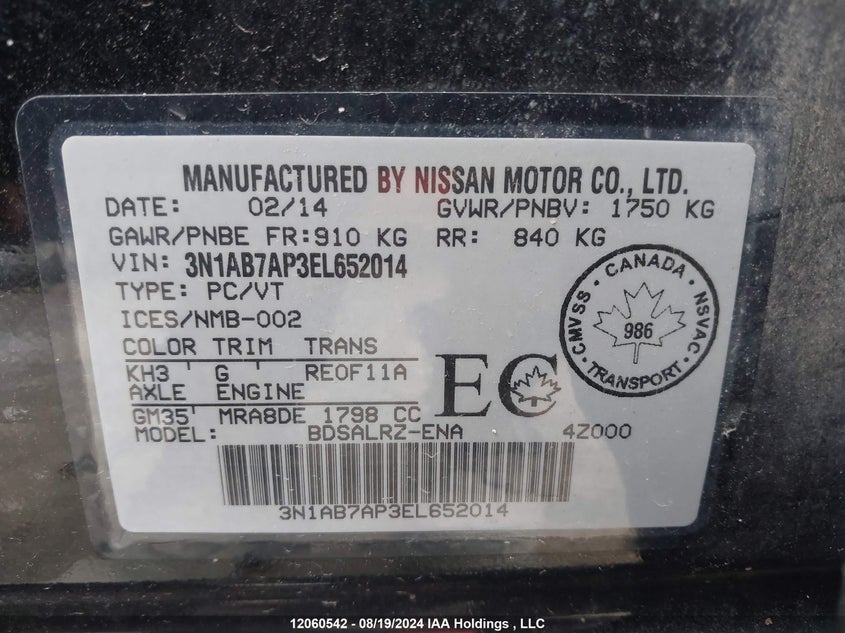 MANUFACTURED BY NISSAN MOTOR CO., LTD.
DATE: 02/14 GVWR/PNBV: 1750 KG
GAWR/PNBE FR:910 KG RR: 840 KG
VIN: 3N1AB7AP3EL652014
TYPE: PC/VT
ICES/NMB-002
COLOR TRIM TRANS
KH3 ' G ' RE0F11A
AXLE ENGINE
GM35' MRA8DE 1798 CC
MODEL: BDSALRZ-ENA 4Z000
EC
CMVSS • CANADA • NSVAC • TRANSPORT •
986
3N1AB7AP3EL652014
12060542 - 08/19/2024 IAA Holdings , LLC